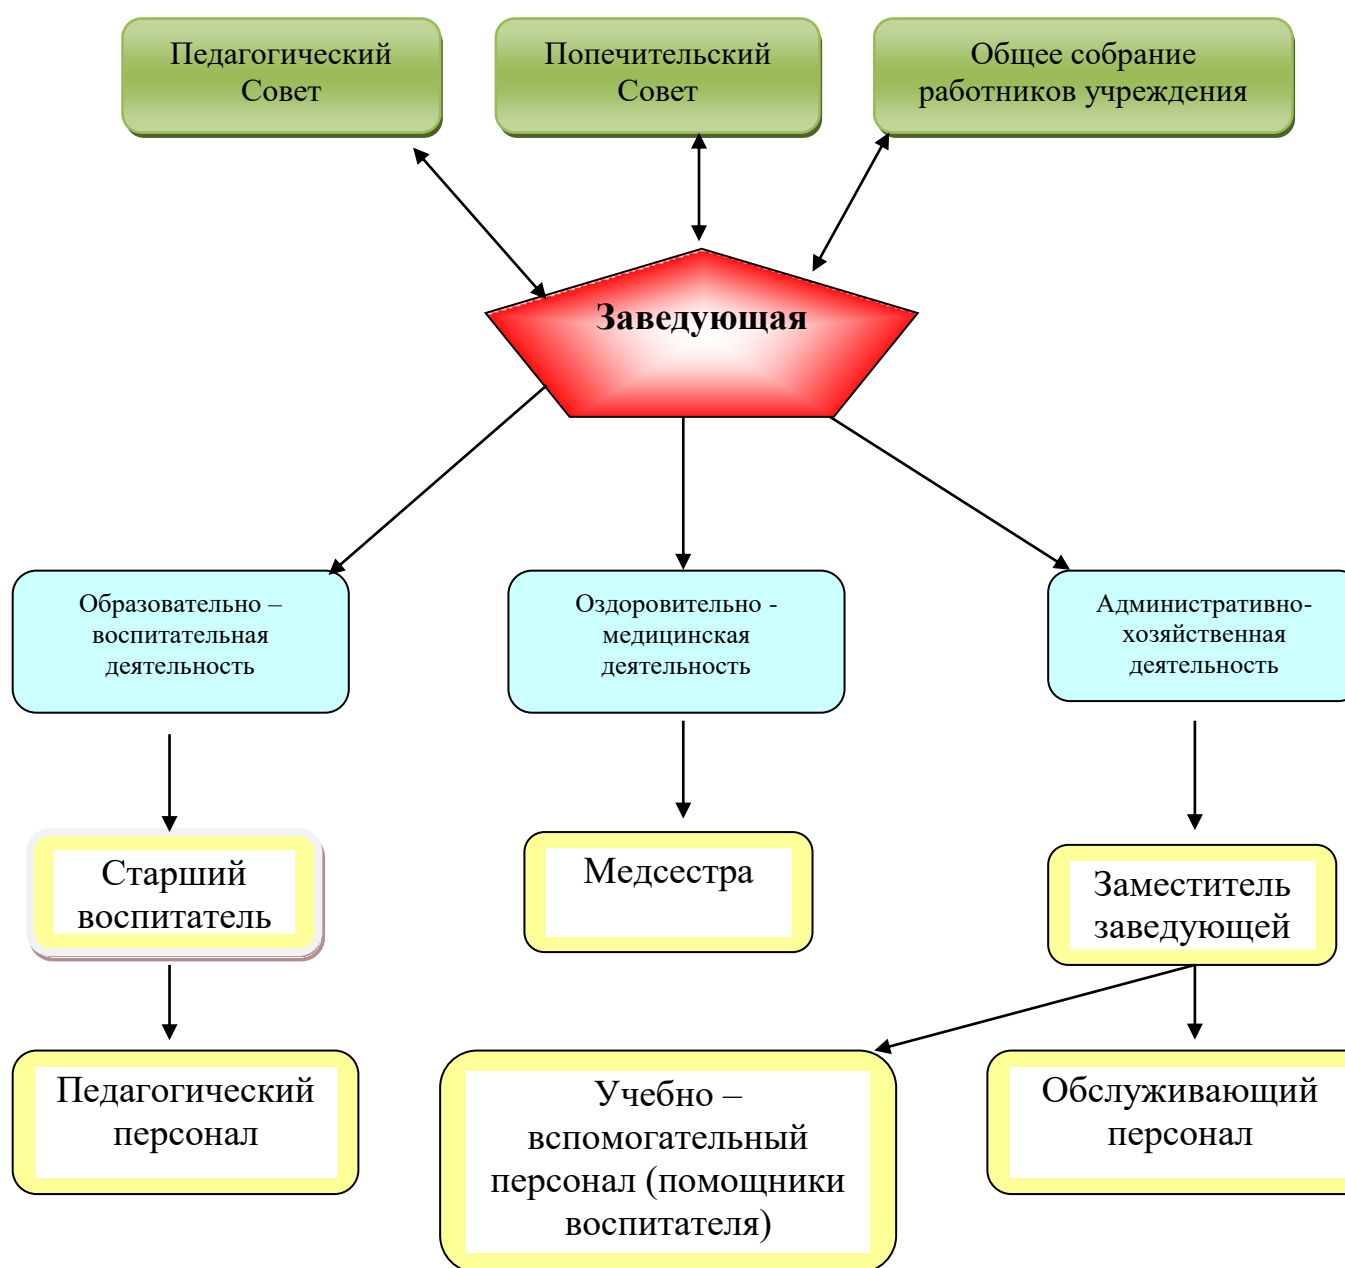 Педагогический
Совет
Попечительский
Совет
Общее собрание
работников учреждения
Заведующая
Образовательно –
воспитательная
деятельность
Оздоровительно -
медицинская
деятельность
Административно-
хозяйственная
деятельность
Старший
воспитатель
Медсестра
Заместитель
заведующей
Педагогический
персонал
Учебно –
вспомогательный
персонал (помощники
воспитателя)
Обслуживающий
персонал